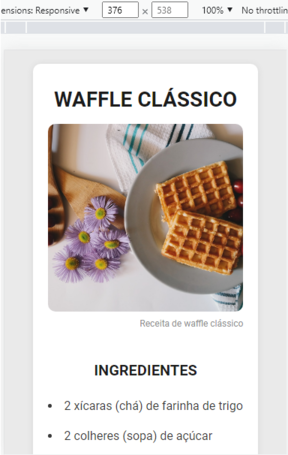 ensions: Responsive ▼ 376 × 538 100% ▼ No throttlin
WAFFLE CLÁSSICO
Receita de waffle clássico
INGREDIENTES
• 2 xícaras (chá) de farinha de trigo
• 2 colheres (sopa) de açúcar